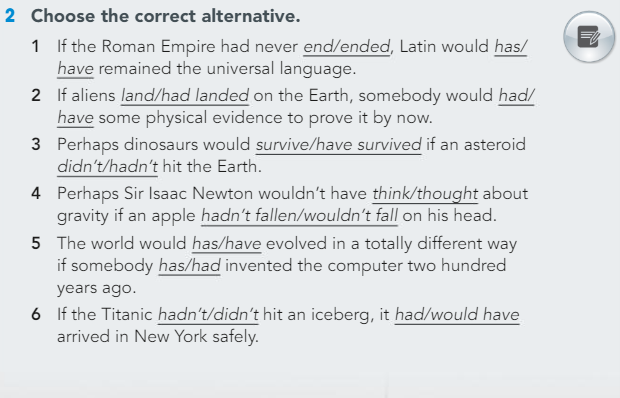 2 Choose the correct alternative.
1 If the Roman Empire had never end/ended, Latin would has/
have remained the universal language.
2 If aliens land/had landed on the Earth, somebody would had/
have some physical evidence to prove it by now.
3 Perhaps dinosaurs would survive/have survived if an asteroid
didn't/hadn't hit the Earth.
4 Perhaps Sir Isaac Newton wouldn't have think/thought about
gravity if an apple hadn't fallen/wouldn't fall on his head.
5 The world would has/have evolved in a totally different way
if somebody has/had invented the computer two hundred
years ago.
6 If the Titanic hadn't/didn't hit an iceberg, it had/would have
arrived in New York safely.